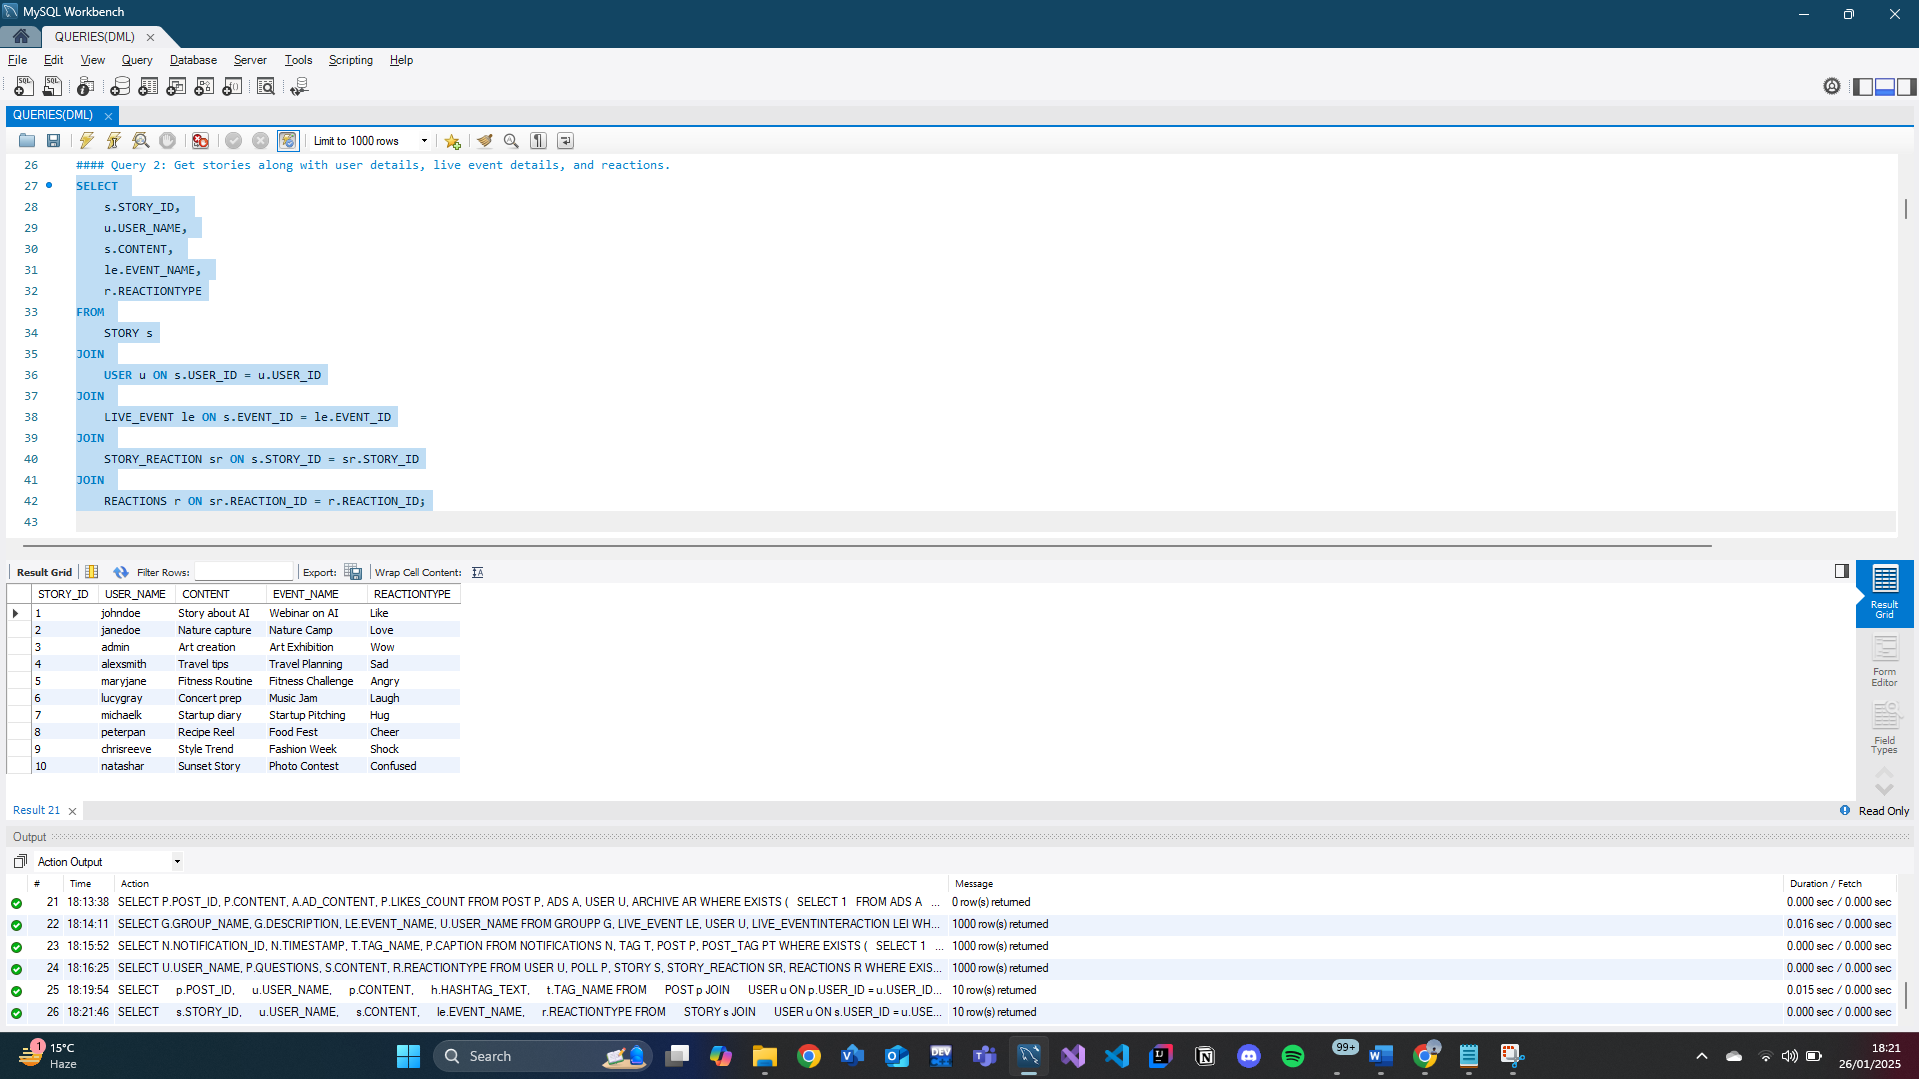 MySQL Workbench
QUERIES(DML)
File Edit View Query Database Server Tools Scripting Help
QUERIES(DML)
Limit to 1000 rows
26 #### Query 2: Get stories along with user details, live event details, and reactions.
27 SELECT
28 s.STORY_ID,
29 u.USER_NAME,
30 s.CONTENT,
31 le.EVENT_NAME,
32 r.REACTIONTYPE
33 FROM
34 STORY s
35 JOIN
36 USER u ON s.USER_ID = u.USER_ID
37 JOIN
38 LIVE_EVENT le ON s.EVENT_ID = le.EVENT_ID
39 JOIN
40 STORY_REACTION sr ON s.STORY_ID = sr.STORY_ID
41 JOIN
42 REACTIONS r ON sr.REACTION_ID = r.REACTION_ID;
43
Result Grid Filter Rows: Export: Wrap Cell Content:
STORY_ID USER_NAME CONTENT EVENT_NAME REACTIONTYPE
1 johndoe Story about AI Webinar on AI Like
2 janedoe Nature capture Nature Camp Love
3 admin Art creation Art Exhibition Wow
4 alexsmith Travel tips Travel Planning Sad
5 maryjane Fitness Routine Fitness Challenge Angry
6 lucygray Concert prep Music Jam Laugh
7 michaelk Startup diary Startup Pitching Hug
8 peterpan Recipe Reel Food Fest Cheer
9 chrisreeve Style Trend Fashion Week Shock
10 natashar Sunset Story Photo Contest Confused
Result Grid
Form Editor
Field Types
Result 21
Read Only
Output
Action Output
# Time Action Message Duration / Fetch
21 18:13:38 SELECT P.POST_ID, P.CONTENT, A.AD_CONTENT, P.LIKES_COUNT FROM POST P, ADS A, USER U, ARCHIVE AR WHERE EXISTS ( SELECT 1 FROM ADS A ... 0 row(s) returned 0.000 sec / 0.000 sec
22 18:14:11 SELECT G.GROUP_NAME, G.DESCRIPTION, LE.EVENT_NAME, U.USER_NAME FROM GROUPP G, LIVE_EVENT LE, USER U, LIVE_EVENTINTERACTION LEI WH... 1000 row(s) returned 0.016 sec / 0.000 sec
23 18:15:52 SELECT N.NOTIFICATION_ID, N.TIMESTAMP, T.TAG_NAME, P.CAPTION FROM NOTIFICATIONS N, TAG T, POST P, POST_TAG PT WHERE EXISTS ( SELECT 1 ... 1000 row(s) returned 0.000 sec / 0.000 sec
24 18:16:25 SELECT U.USER_NAME, P.QUESTIONS, S.CONTENT, R.REACTIONTYPE FROM USER U, POLL P, STORY S, STORY_REACTION SR, REACTIONS R WHERE EXIS... 1000 row(s) returned 0.000 sec / 0.000 sec
25 18:19:54 SELECT p.POST_ID, u.USER_NAME, p.CONTENT, h.HASHTAG_TEXT, t.TAG_NAME FROM POST p JOIN USER u ON p.USER_ID = u.USER_ID... 10 row(s) returned 0.015 sec / 0.000 sec
26 18:21:46 SELECT s.STORY_ID, u.USER_NAME, s.CONTENT, le.EVENT_NAME, r.REACTIONTYPE FROM STORY s JOIN USER u ON s.USER_ID = u.USE... 10 row(s) returned 0.000 sec / 0.000 sec
1
15°C
Haze
Search
DEV
99+
18:21
26/01/2025